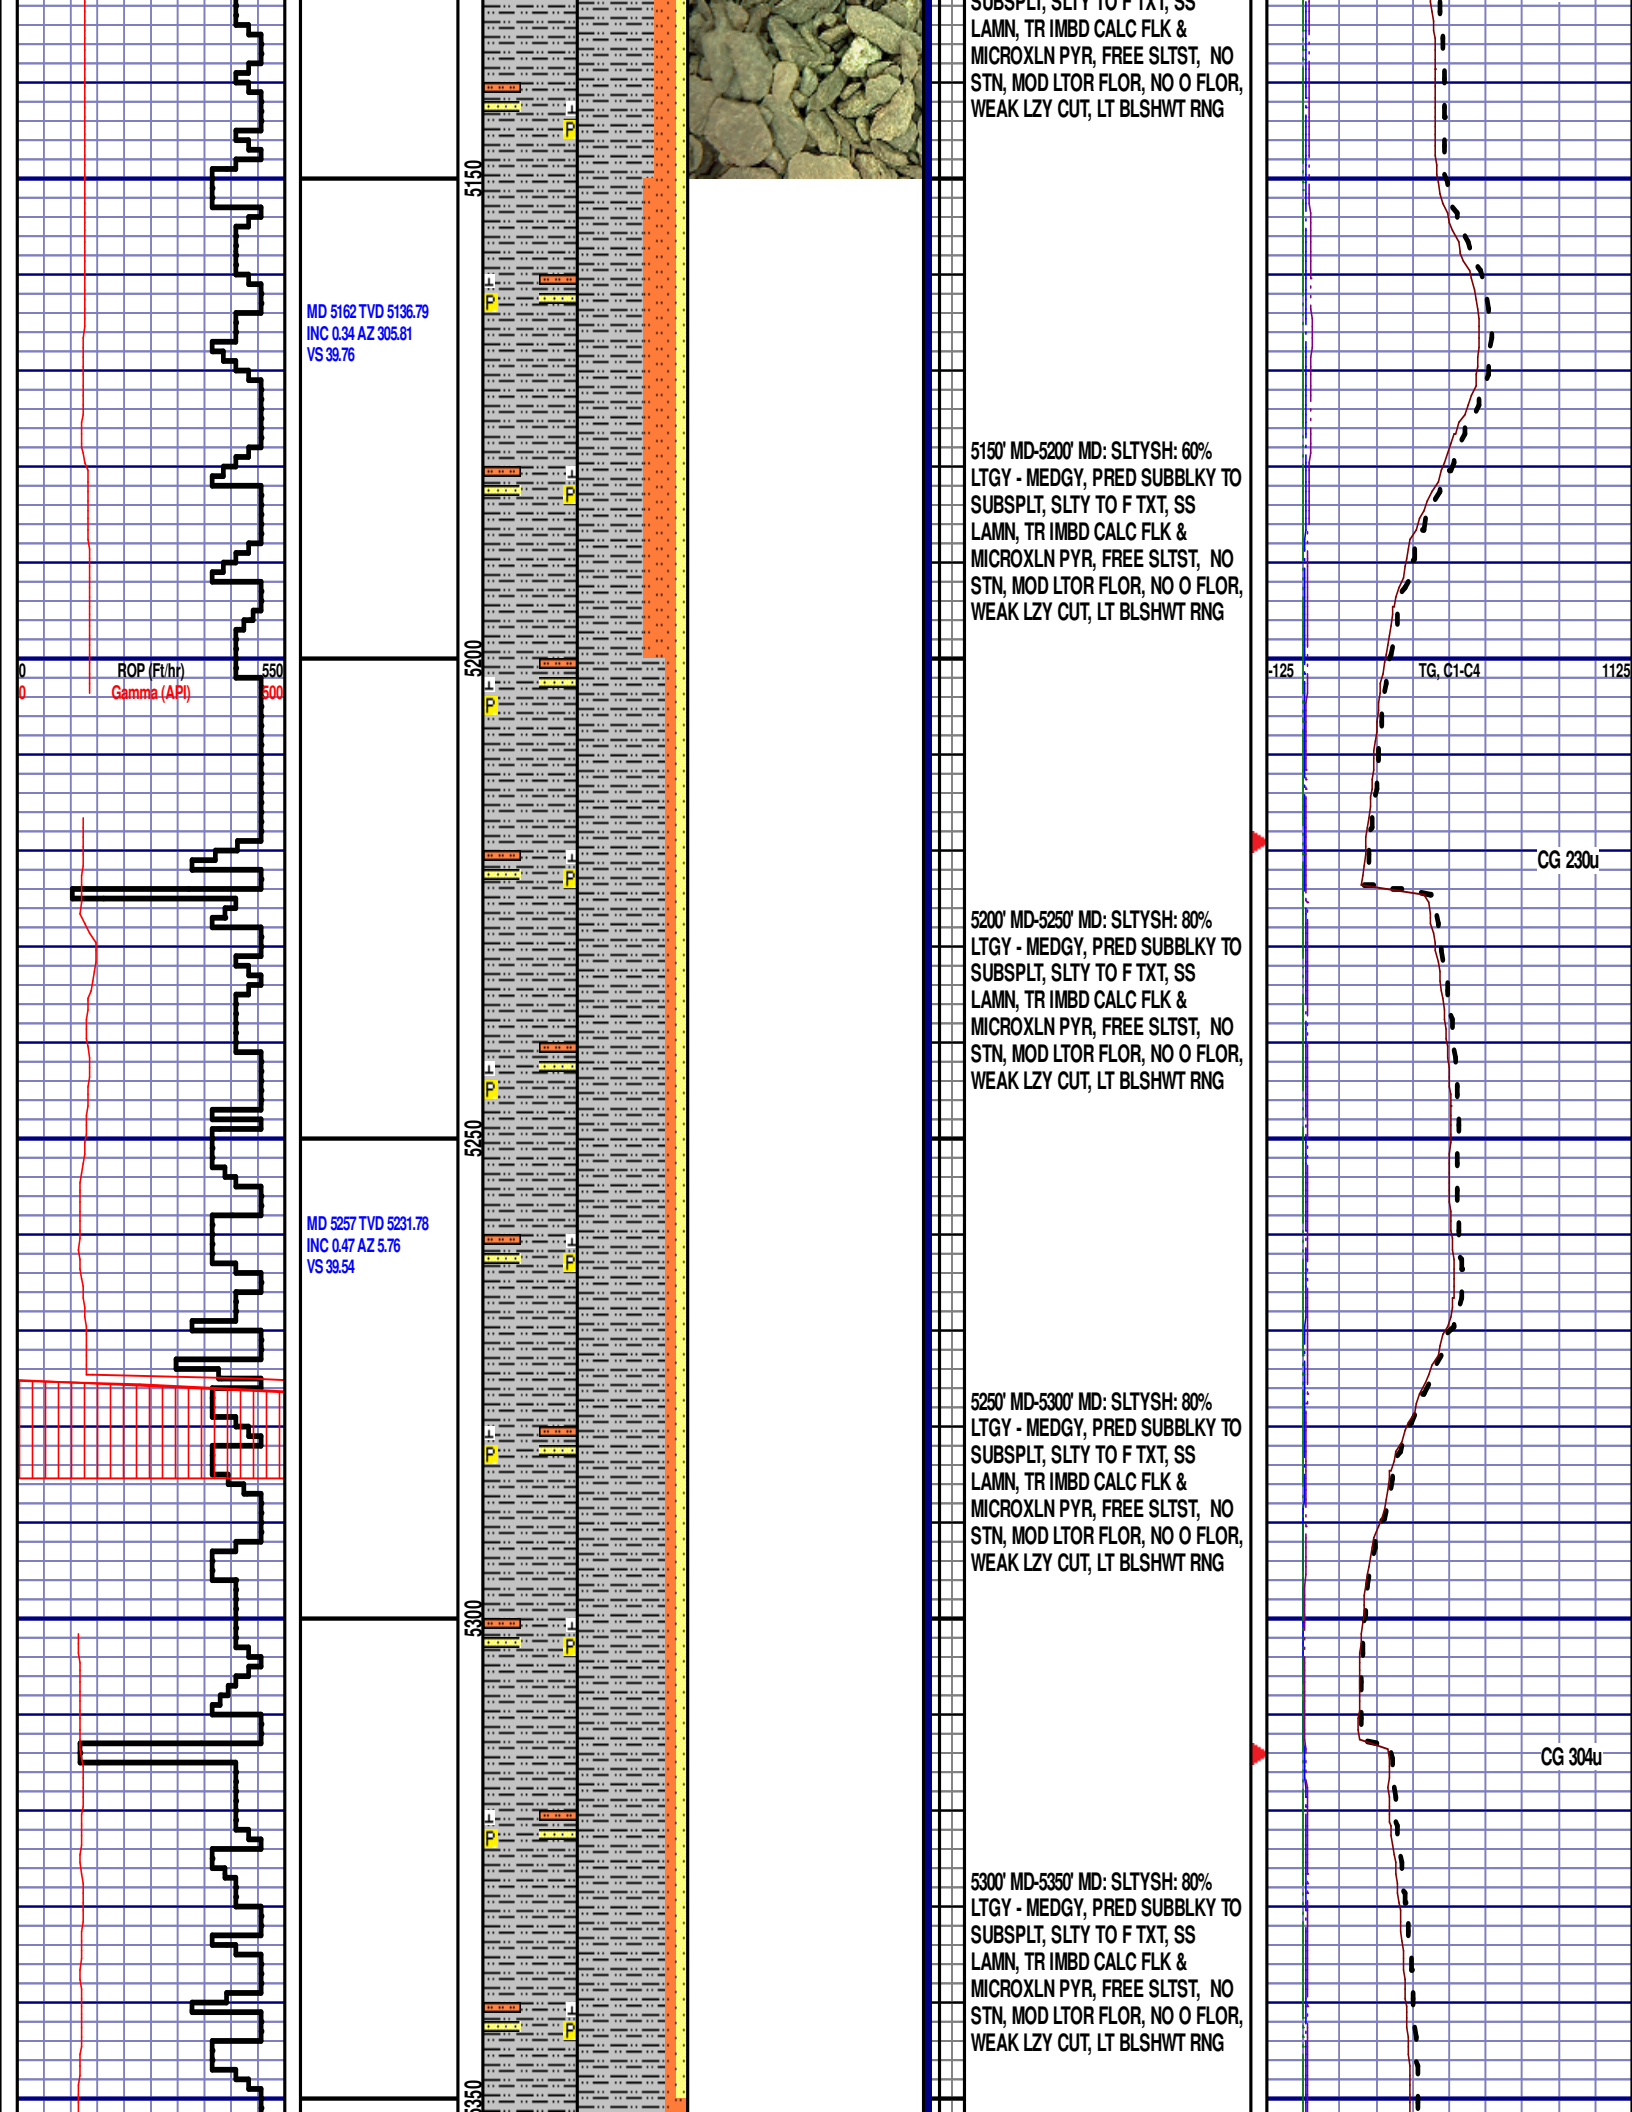 SUBSPLT, SLTY TO F TXT, SS
LAMN, TR IMBD CALC FLK &
MICROXLN PYR, FREE SLTST, NO
STN, MOD LTOR FLOR, NO O FLOR,
WEAK LZY CUT, LT BLSHWT RNG
P
5150
MD 5162 TVD 5136.79
INC 0.34 AZ 305.81
VS 39.76
P
5150' MD-5200' MD: SLTYSH: 60%
LTGY - MEDGY, PRED SUBBLKY TO
SUBSPLT, SLTY TO F TXT, SS
LAMN, TR IMBD CALC FLK &
MICROXLN PYR, FREE SLTST, NO
STN, MOD LTOR FLOR, NO O FLOR,
WEAK LZY CUT, LT BLSHWT RNG
P
5200
0 ROP (Ft/hr) 550
0 Gamma (API) 500
-125 TG, C1-C4 1125
P
CG 230u
P
5200' MD-5250' MD: SLTYSH: 80%
LTGY - MEDGY, PRED SUBBLKY TO
SUBSPLT, SLTY TO F TXT, SS
LAMN, TR IMBD CALC FLK &
MICROXLN PYR, FREE SLTST, NO
STN, MOD LTOR FLOR, NO O FLOR,
WEAK LZY CUT, LT BLSHWT RNG
P
5250
MD 5257 TVD 5231.78
INC 0.47 AZ 5.76
VS 39.54
P
5250' MD-5300' MD: SLTYSH: 80%
LTGY - MEDGY, PRED SUBBLKY TO
SUBSPLT, SLTY TO F TXT, SS
LAMN, TR IMBD CALC FLK &
MICROXLN PYR, FREE SLTST, NO
STN, MOD LTOR FLOR, NO O FLOR,
WEAK LZY CUT, LT BLSHWT RNG
P
5300
P
CG 304u
P
5300' MD-5350' MD: SLTYSH: 80%
LTGY - MEDGY, PRED SUBBLKY TO
SUBSPLT, SLTY TO F TXT, SS
LAMN, TR IMBD CALC FLK &
MICROXLN PYR, FREE SLTST, NO
STN, MOD LTOR FLOR, NO O FLOR,
WEAK LZY CUT, LT BLSHWT RNG
P
5350